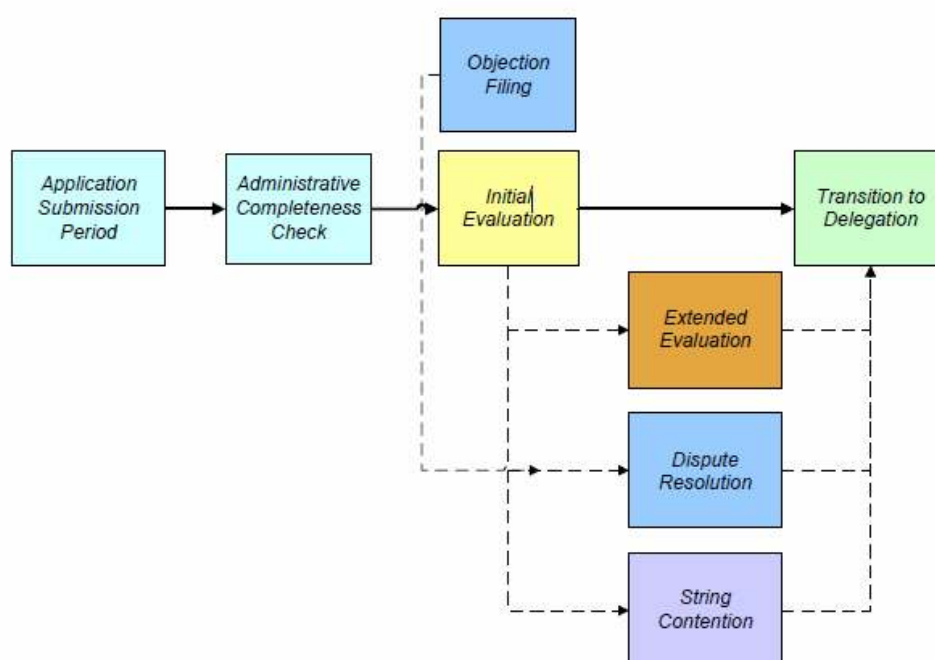 Objection
Filing
Application
Submission
Period
Administrative
Completeness
Check
Initial
Evaluation
Transition to
Delegation
Extended
Evaluation
Dispute
Resolution
String
Contention